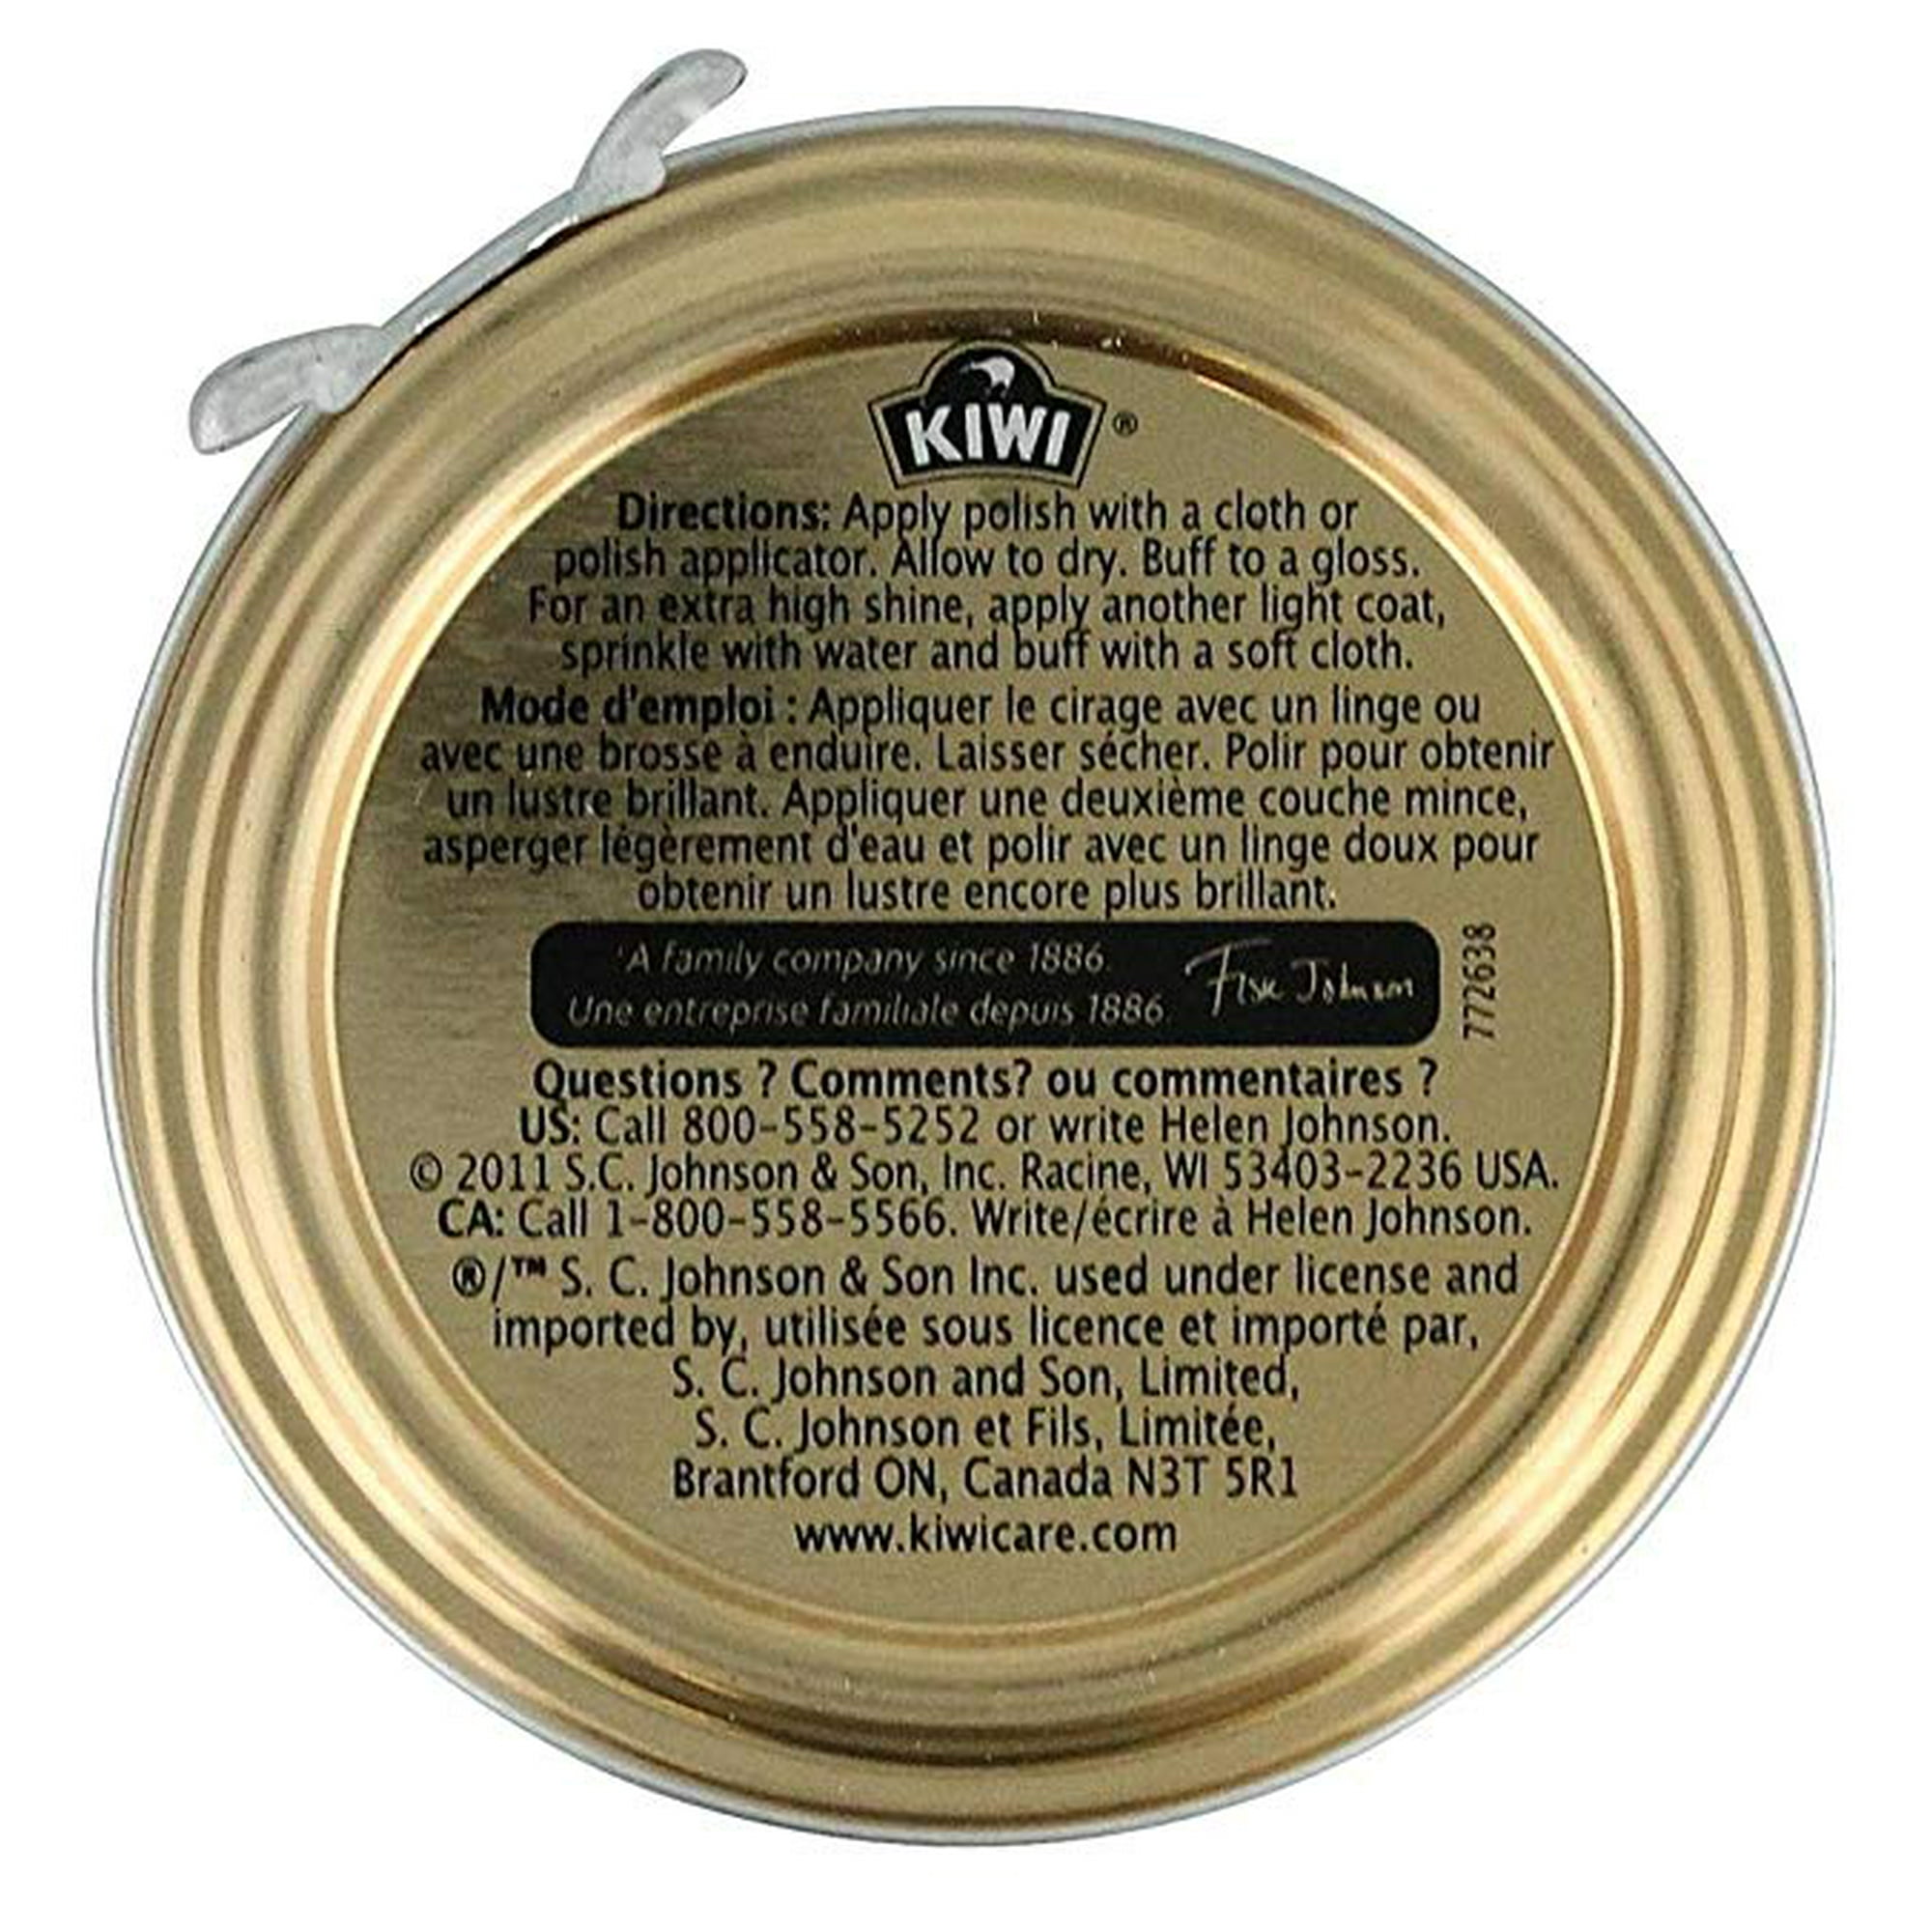 KIWI®
Directions: Apply polish with a cloth or
polish applicator. Allow to dry. Buff to a gloss.
For an extra high shine, apply another light coat,
sprinkle with water and buff with a soft cloth.
Mode d'emploi : Appliquer le cirage avec un linge ou
avec une brosse à enduire. Laisser sécher. Polir pour obtenir
un lustre brillant. Appliquer une deuxième couche mince,
asperger légèrement d'eau et polir avec un linge doux pour
obtenir un lustre encore plus brillant.
A family company since 1886.
Une entreprise familiale depuis 1886
Fisk Johnson
772638
Questions ? Comments? ou commentaires ?
US: Call 800-558-5252 or write Helen Johnson.
© 2011 S.C. Johnson & Son, Inc. Racine, WI 53403-2236 USA.
CA: Call 1-800-558-5566. Write/écrire à Helen Johnson.
®/™ S. C. Johnson & Son Inc. used under license and
imported by, utilisée sous licence et importé par,
S. C. Johnson and Son, Limited,
S. C. Johnson et Fils, Limitée,
Brantford ON, Canada N3T 5R1
www.kiwicare.com